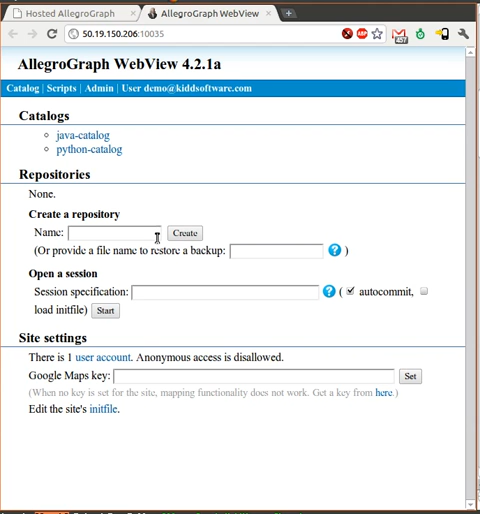 Hosted AllegroGraph
AllegroGraph WebView
50.19.150.206:10035
ABP
457
AllegroGraph WebView 4.2.1a
Catalog | Scripts | Admin | User demo@kiddsoftware.com
Catalogs
java-catalog
python-catalog
Repositories
None.
Create a repository
Name: Create
(Or provide a file name to restore a backup: ? )
Open a session
Session specification: ? ( autocommit,
load initfile) Start
Site settings
There is 1 user account. Anonymous access is disallowed.
Google Maps key: Set
(When no key is set for the site, mapping functionality does not work. Get a key from here.)
Edit the site's initfile.